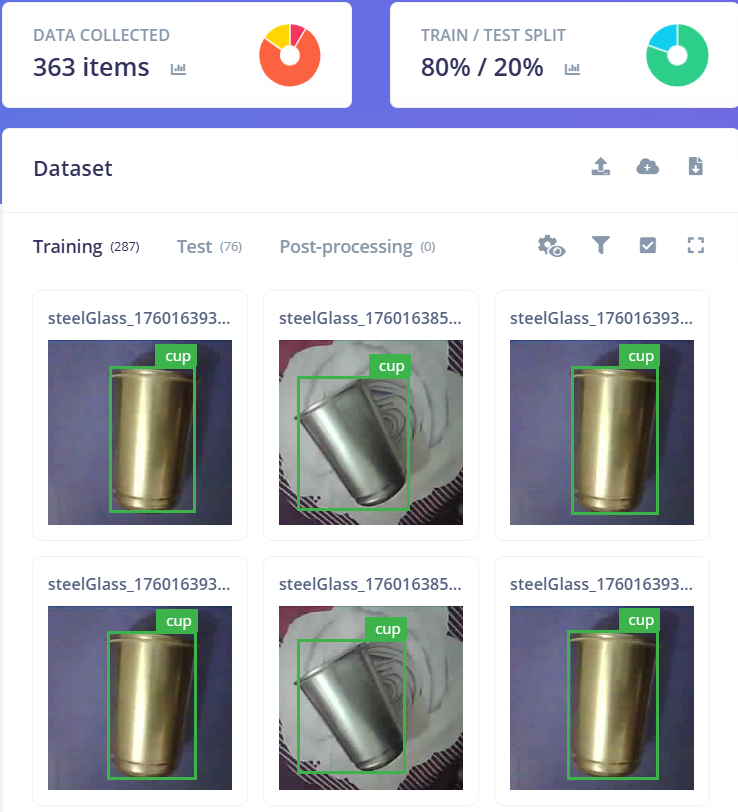 DATA COLLECTED
363 items
TRAIN / TEST SPLIT
80% / 20%
Dataset
Training (287) Test (76) Post-processing (0)
steelGlass_176016393... steelGlass_176016385... steelGlass_176016393...
cup cup cup
steelGlass_176016393... steelGlass_176016385... steelGlass_176016393...
cup cup cup